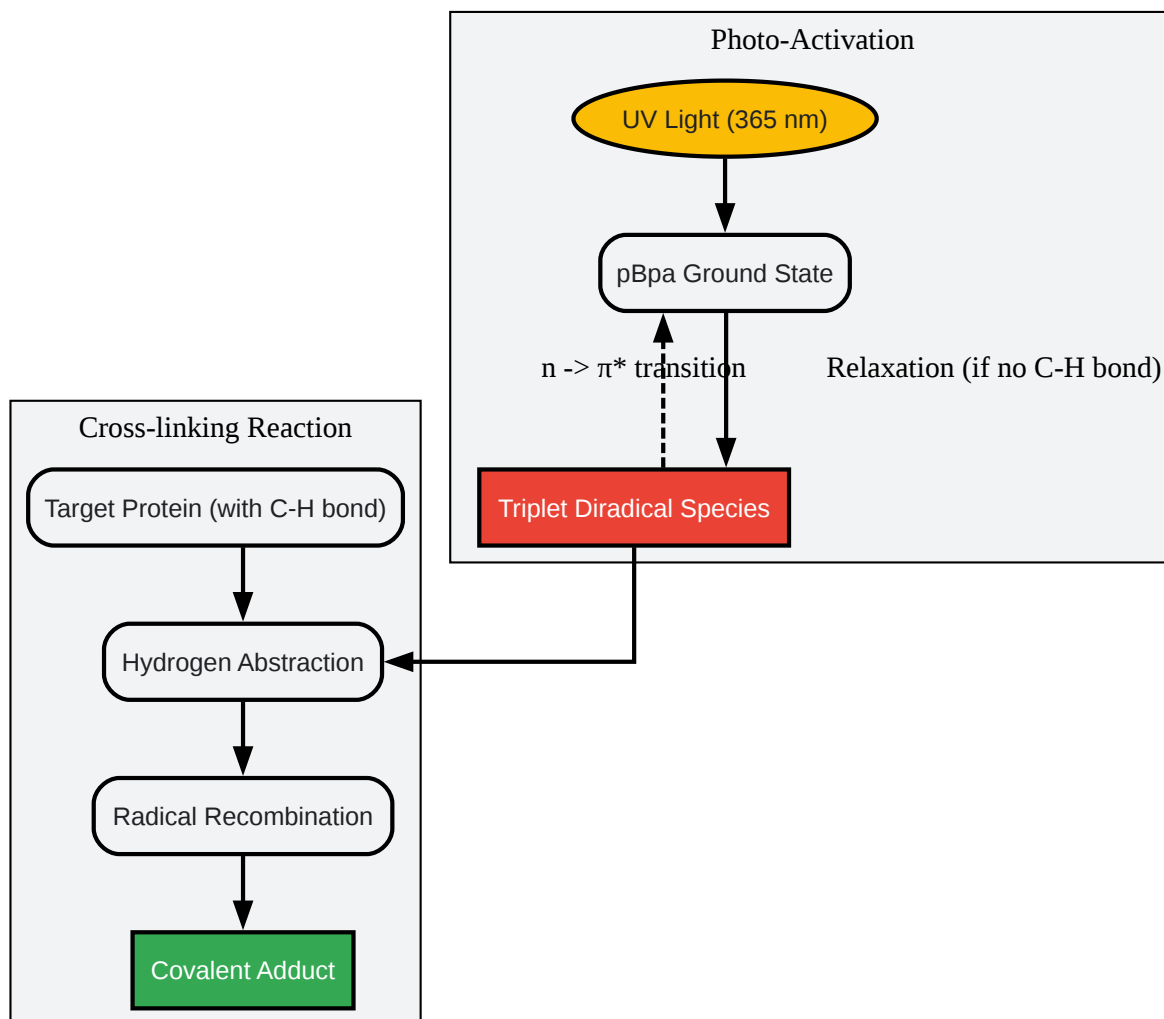 Photo-Activation
UV Light (365 nm)
pBpa Ground State
n -> π* transition
Relaxation (if no C-H bond)
Triplet Diradical Species
Cross-linking Reaction
Target Protein (with C-H bond)
Hydrogen Abstraction
Radical Recombination
Covalent Adduct